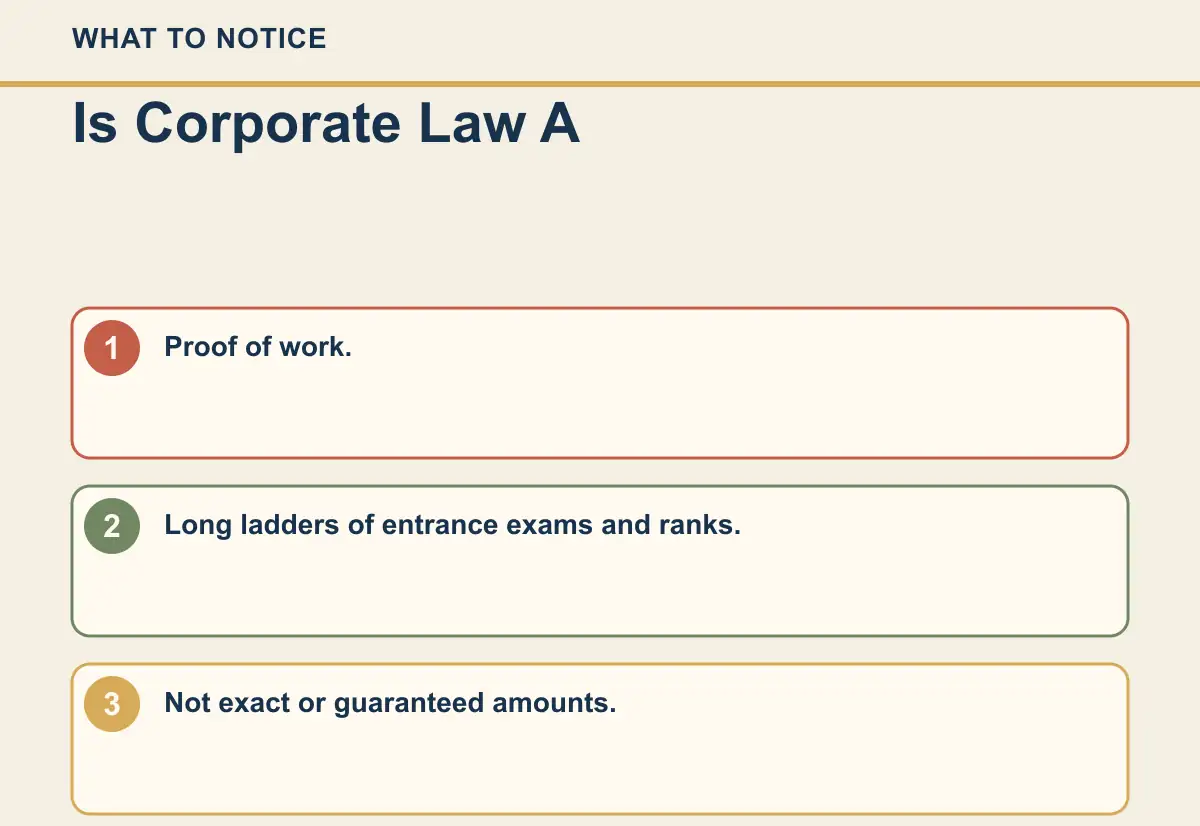 WHAT TO NOTICE
Is Corporate Law A
1 Proof of work.
2 Long ladders of entrance exams and ranks.
3 Not exact or guaranteed amounts.